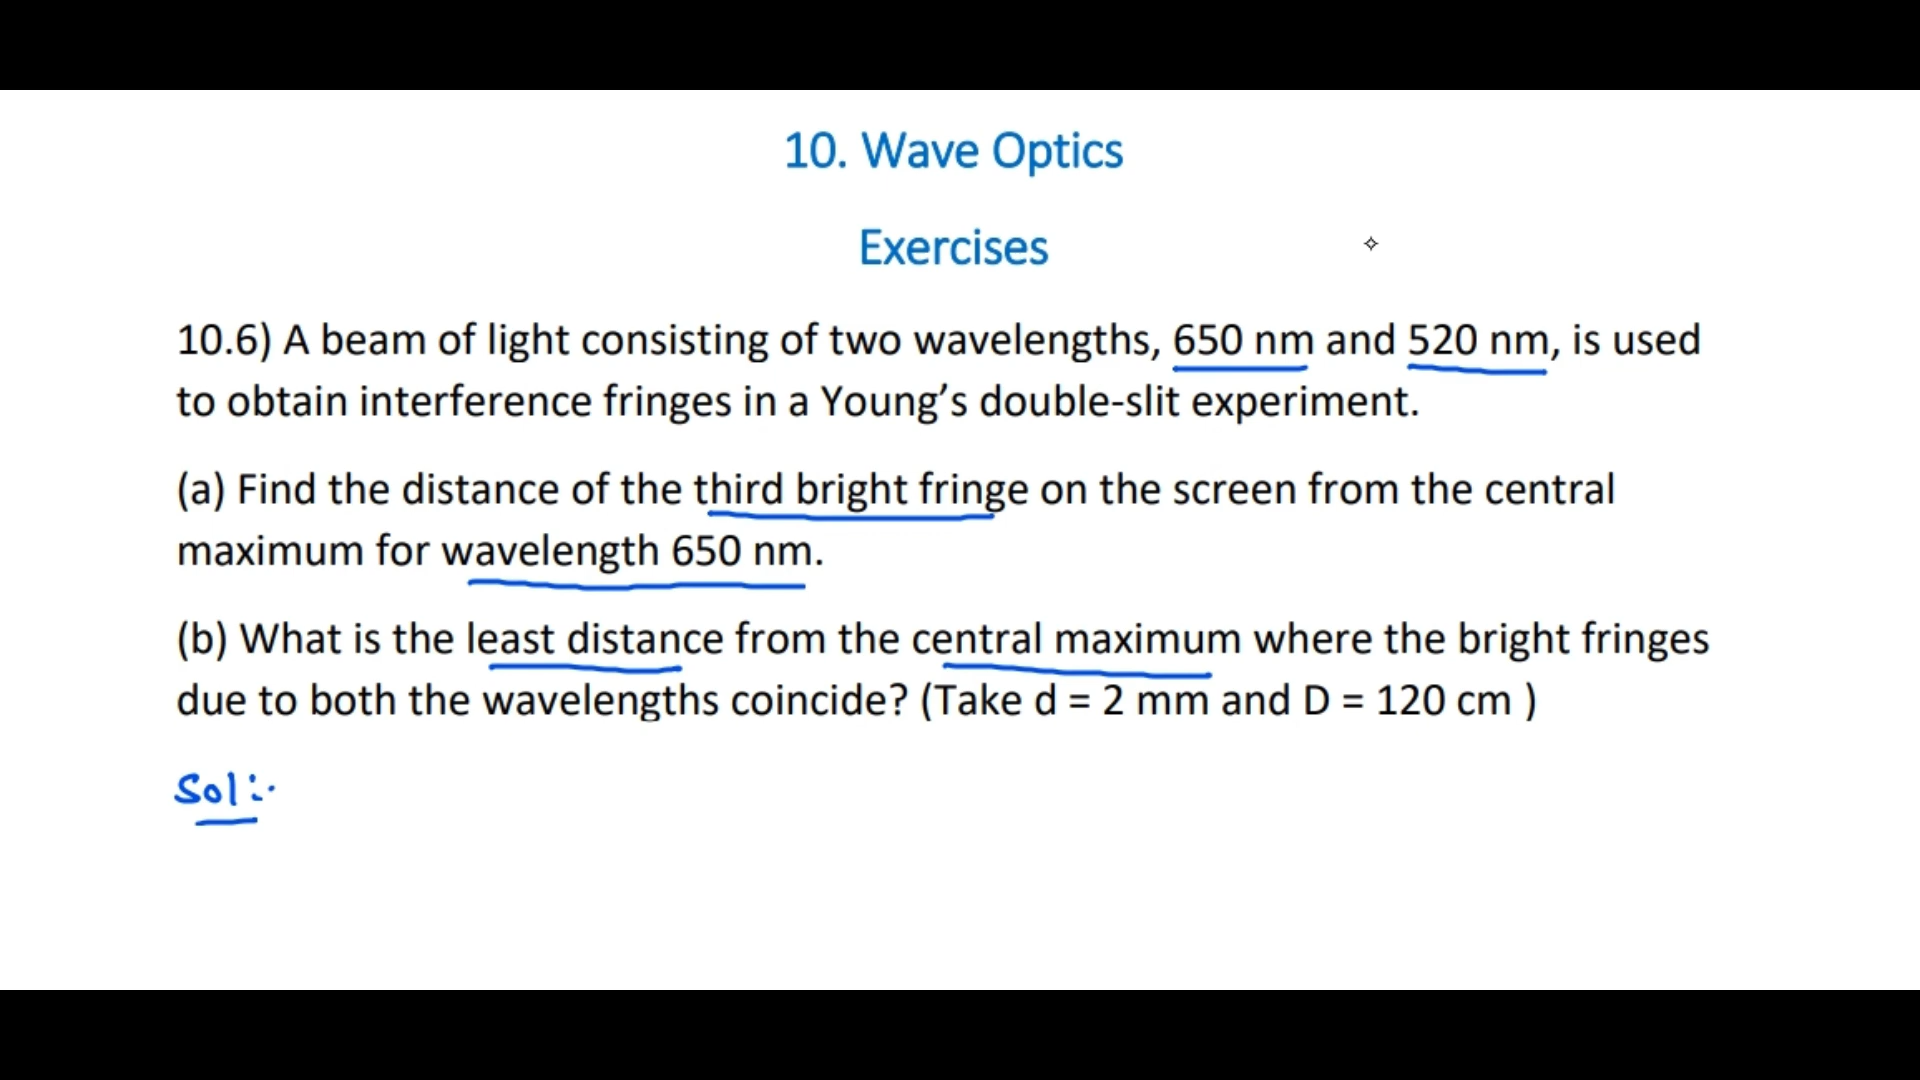 10. Wave Optics
Exercises
10.6) A beam of light consisting of two wavelengths, 650 nm and 520 nm, is used
to obtain interference fringes in a Young’s double-slit experiment.
(a) Find the distance of the third bright fringe on the screen from the central
maximum for wavelength 650 nm.
(b) What is the least distance from the central maximum where the bright fringes
due to both the wavelengths coincide? (Take d = 2 mm and D = 120 cm )
Sol:-